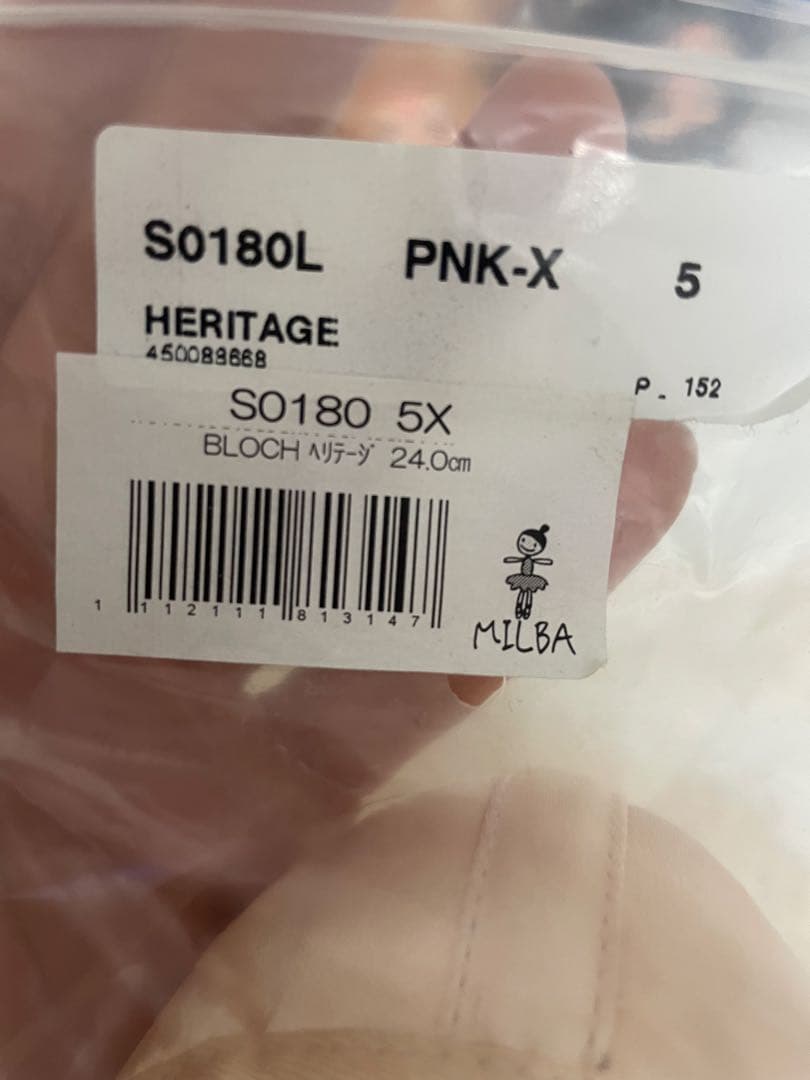 S0180L PNK-X 5
HERITAGE
450089668
P. 152
S0180 5X
BLOCH ﾍﾘﾃｰｼﾞ 24.0㎝
1 112111 813147
MILBA